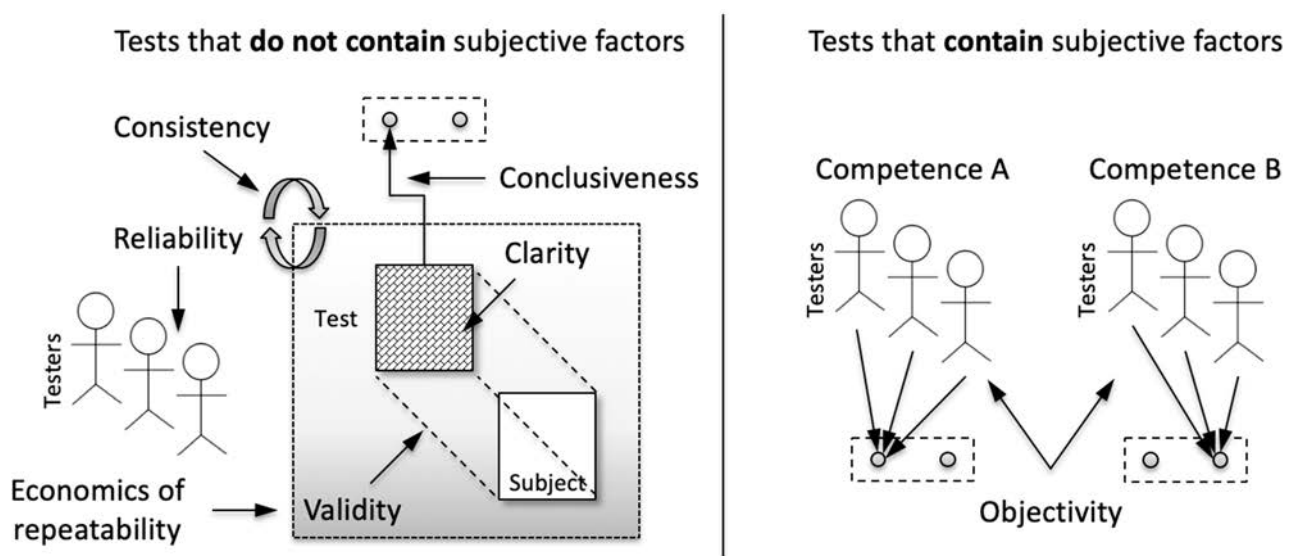 Tests that do not contain subjective factors
Consistency
Conclusiveness
Reliability
Clarity
Test
Testers
Subject
Economics of
repeatability
Validity
Tests that contain subjective factors
Competence A
Competence B
Testers
Testers
Objectivity